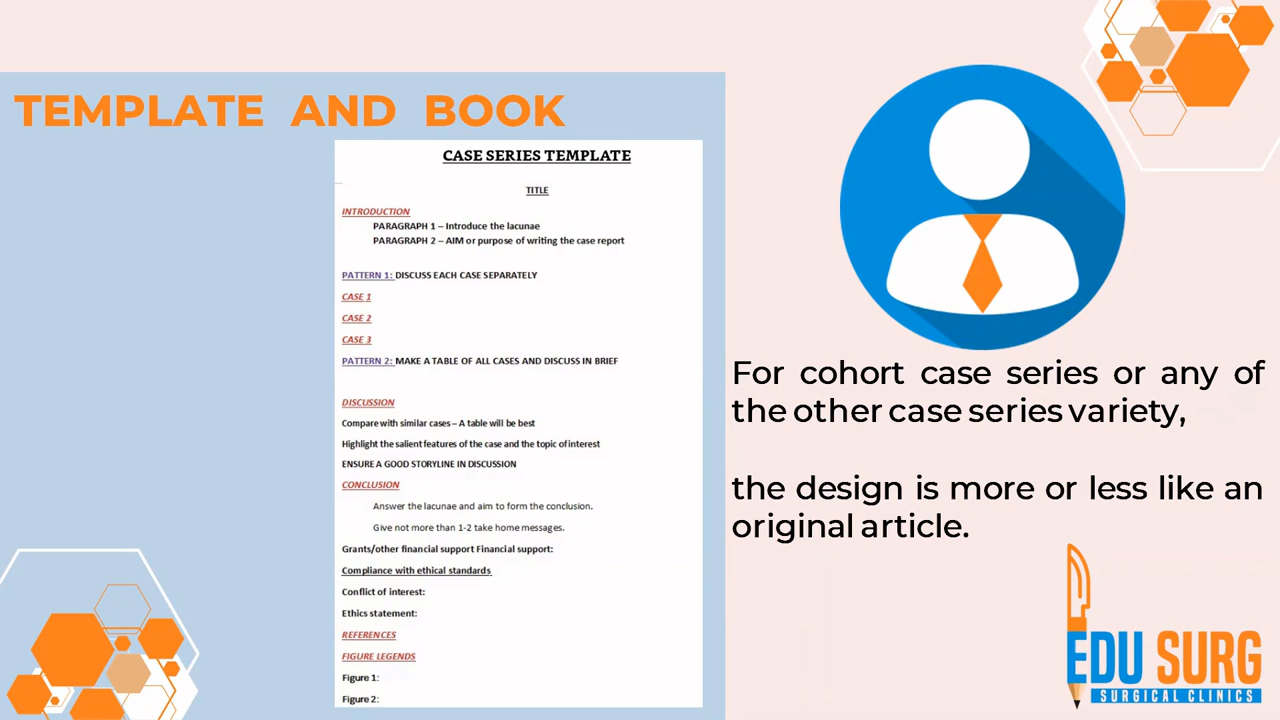 TEMPLATE AND BOOK
CASE SERIES TEMPLATE
TITLE
INTRODUCTION
PARAGRAPH 1 – Introduce the lacunae
PARAGRAPH 2 – AIM or purpose of writing the case report
PATTERN 1: DISCUSS EACH CASE SEPARATELY
CASE 1
CASE 2
CASE 3
PATTERN 2: MAKE A TABLE OF ALL CASES AND DISCUSS IN BRIEF
DISCUSSION
Compare with similar cases – A table will be best
Highlight the salient features of the case and the topic of interest
ENSURE A GOOD STORYLINE IN DISCUSSION
CONCLUSION
Answer the lacunae and aim to form the conclusion.
Give not more than 1-2 take home messages.
Grants/other financial support Financial support:
Compliance with ethical standards
Conflict of interest:
Ethics statement:
REFERENCES
FIGURE LEGENDS
Figure 1:
Figure 2:
For cohort case series or any of
the other case series variety,
the design is more or less like an
original article.
EDU SURG
SURGICAL CLINICS